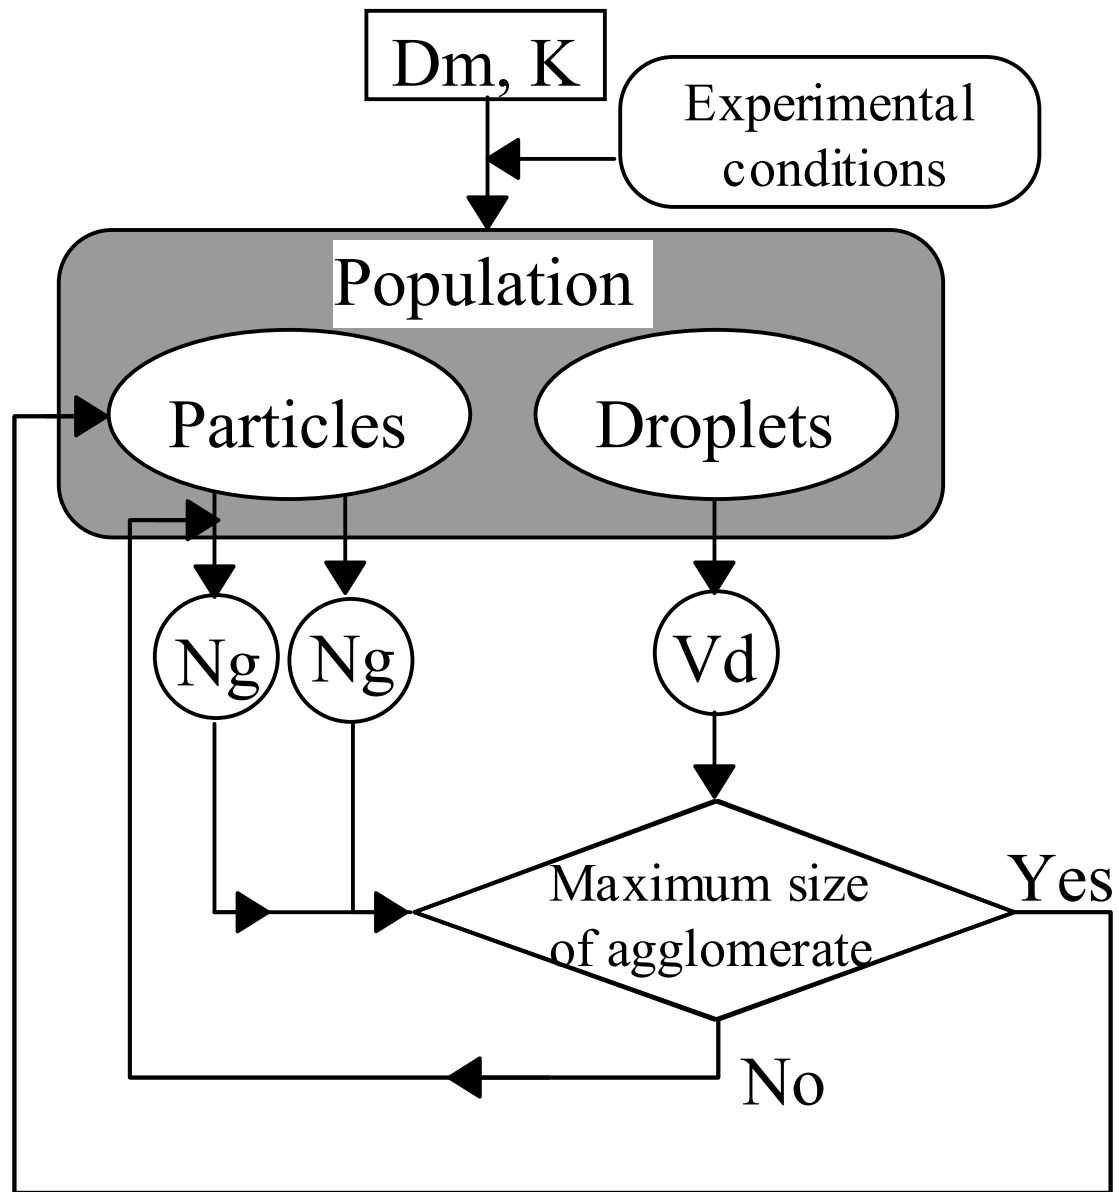 Dm, K
Experimental
conditions
Population
Particles
Droplets
Ng
Ng
Vd
Maximum size
of agglomerate
Yes
No